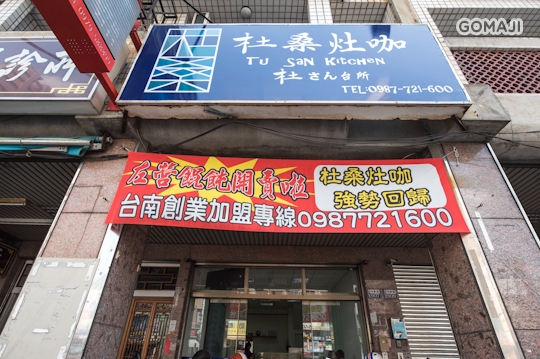 GOMAJI
杜桑灶咖
TU SaN KitCHeN
杜さん台所
TEL:0987-721-600
左營餛飩開賣啦
杜桑灶咖
強勢回歸
台南創業加盟專線0987721600